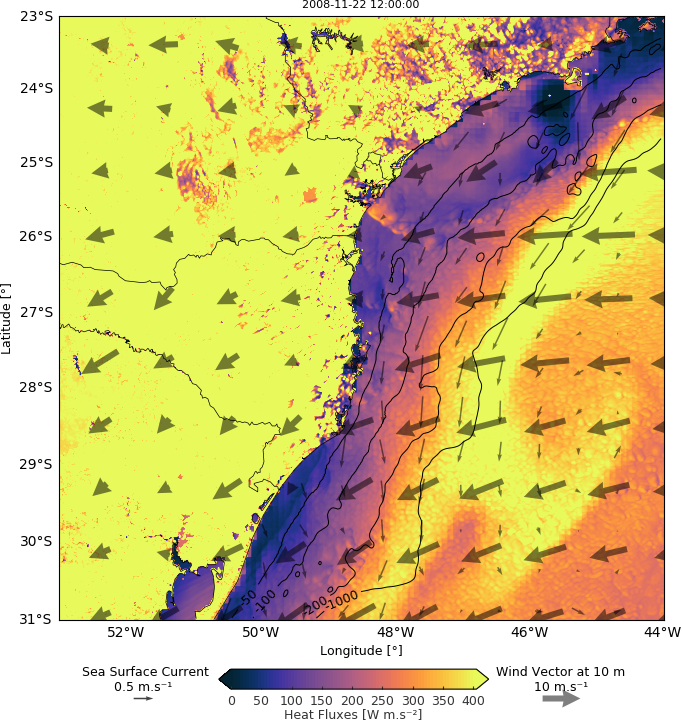 2008-11-22 12:00:00
23°S
24°S
25°S
26°S
27°S
28°S
29°S
30°S
31°S
Latitude [°]
-50
-100
-200
-1000
52°W
50°W
48°W
46°W
44°W
Longitude [°]
Sea Surface Current
0.5 m.s⁻¹
Wind Vector at 10 m
10 m.s⁻¹
0 50 100 150 200 250 300 350 400
Heat Fluxes [W m.s⁻²]